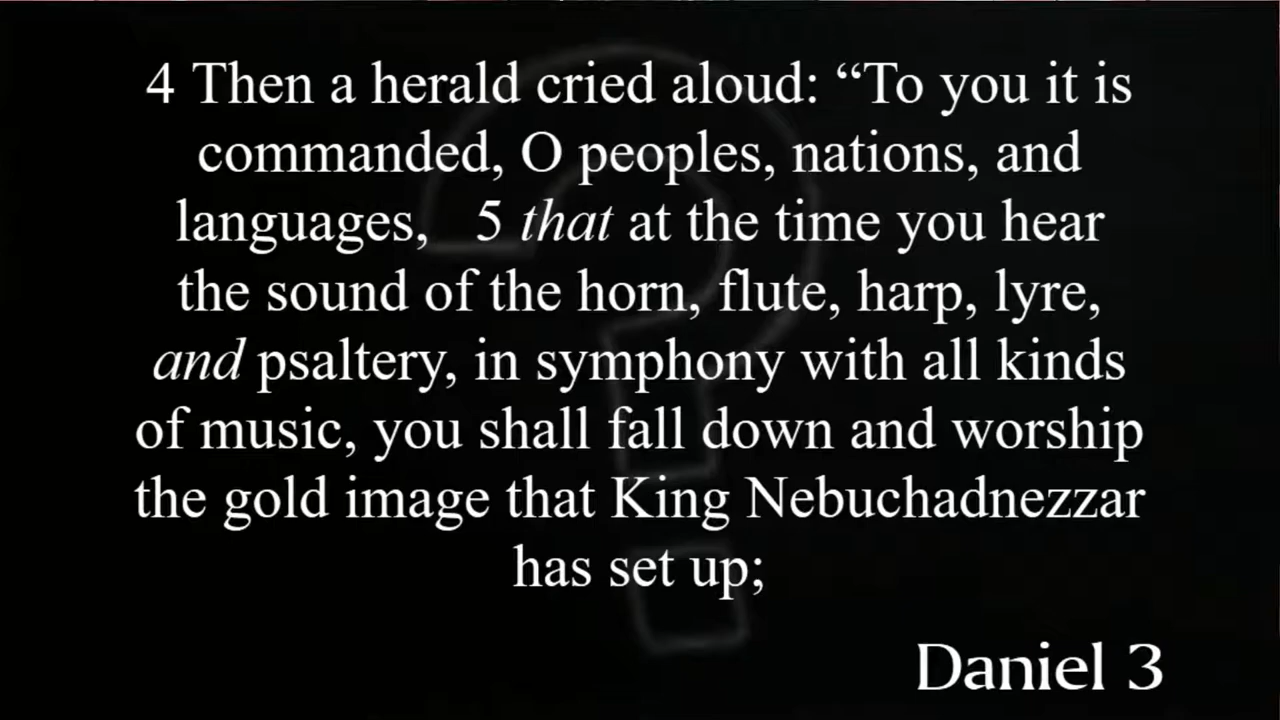 4 Then a herald cried aloud: “To you it is
commanded, O peoples, nations, and
languages,   5 that at the time you hear
the sound of the horn, flute, harp, lyre,
and psaltery, in symphony with all kinds
of music, you shall fall down and worship
the gold image that King Nebuchadnezzar
has set up;
Daniel 3